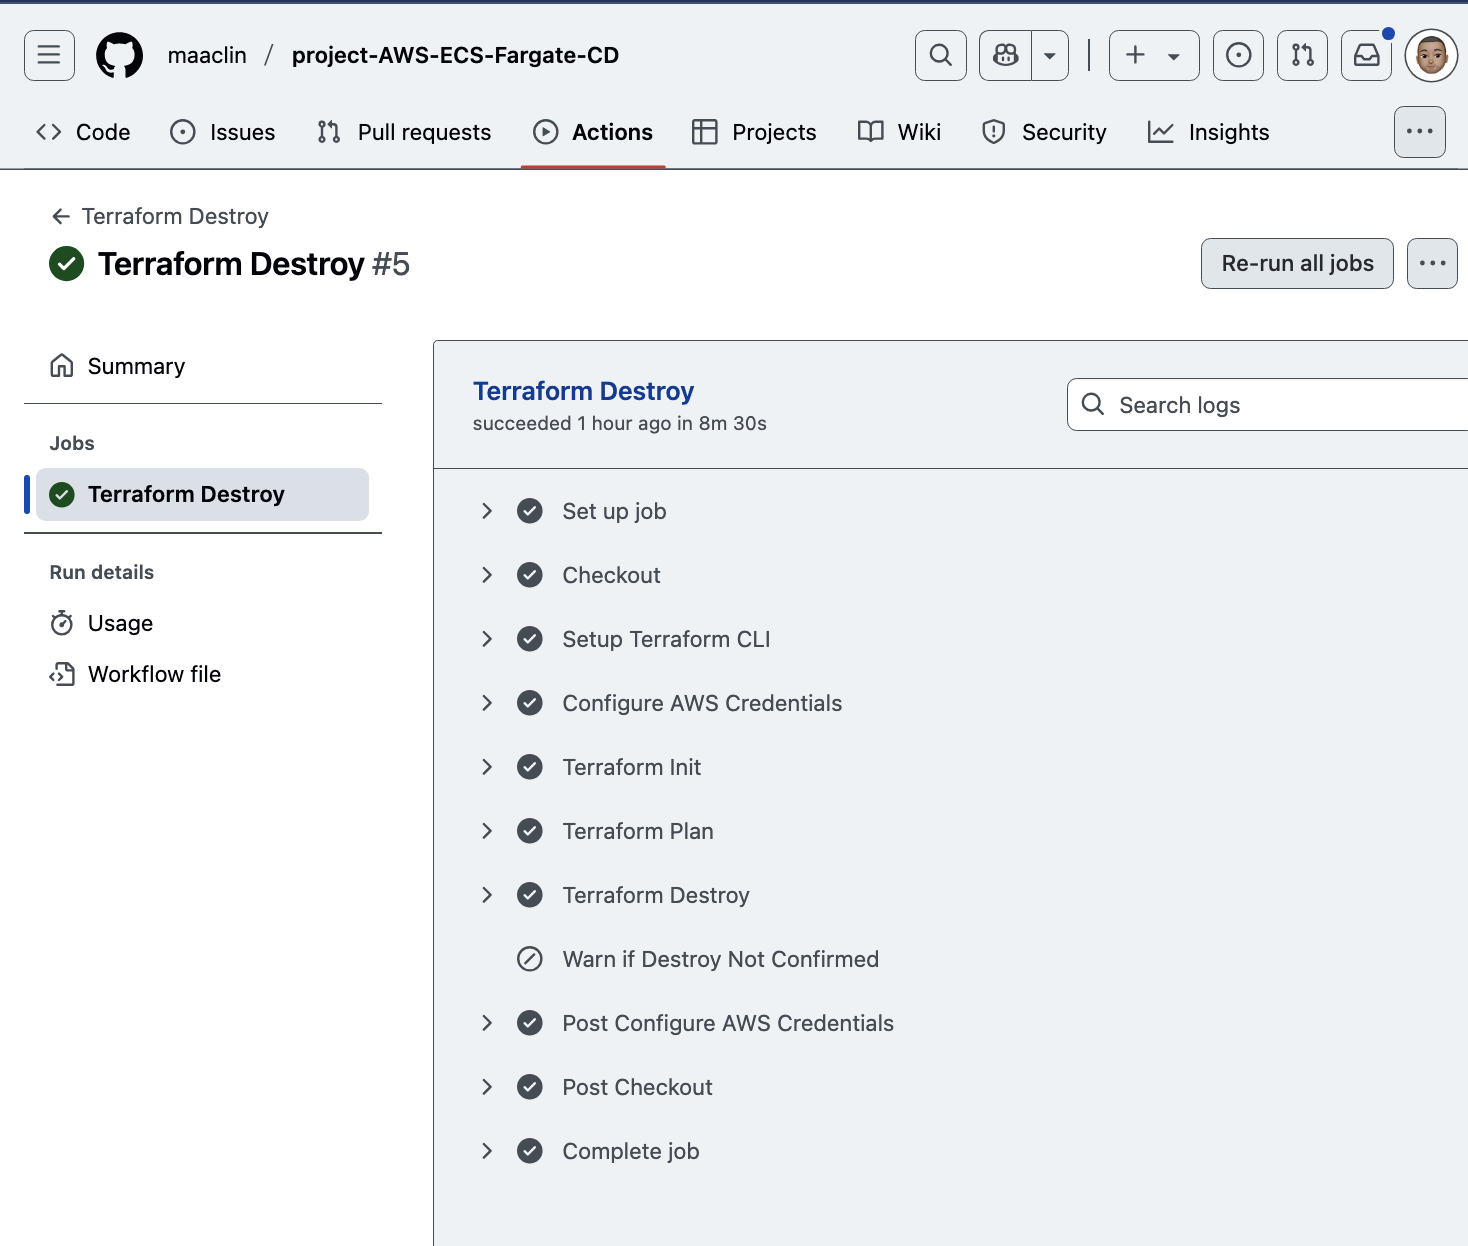 maaclin / project-AWS-ECS-Fargate-CD
Code Issues Pull requests Actions Projects Wiki Security Insights
Terraform Destroy
Terraform Destroy #5
Re-run all jobs
Summary
Jobs
Terraform Destroy
Run details
Usage
Workflow file
Terraform Destroy
succeeded 1 hour ago in 8m 30s
Search logs
Set up job
Checkout
Setup Terraform CLI
Configure AWS Credentials
Terraform Init
Terraform Plan
Terraform Destroy
Warn if Destroy Not Confirmed
Post Configure AWS Credentials
Post Checkout
Complete job